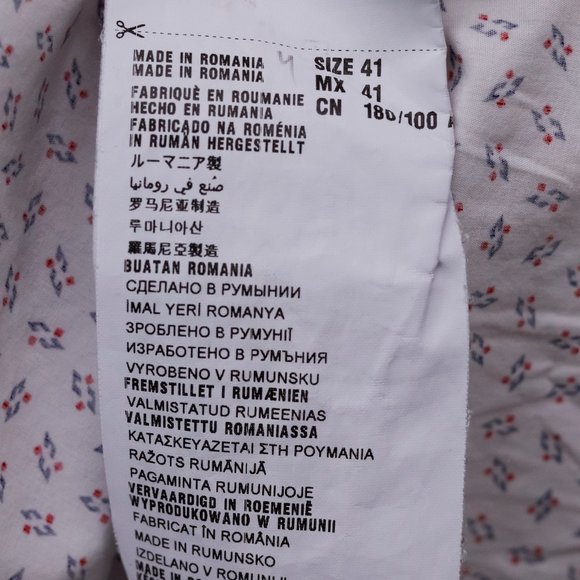 MADE IN ROMANIA
MADE IN ROMANIA
FABRIQUÈ EN ROUMANIE
HECHO EN RUMANIA
FABRICADO NA ROMÉNIA
IN RUMÄN HERGESTELLT
ルーマニア製
صنع في رومانيا
罗马尼亚制造
루마니아산
羅馬尼亞製造
BUATAN ROMANIA
СДЕЛАНО В РУМЫНИИ
İMAL YERİ ROMANYA
ЗРОБЛЕНО В РУМУНІЇ
ИЗРАБОТЕНО В РУМЪНИЯ
VYROBENO V RUMUNSKU
FREMSTILLET I RUMÆNIEN
VALMISTATUD RUMEENIAS
VALMISTETTU ROMANIASSA
ΚΑΤΑΣΚΕΥΑΖΕΤΑΙ ΣΤΗ ΡΟΥΜΑΝΙΑ
RAŽOTS RUMĀNIJĀ
PAGAMINTA RUMUNIJOJE
VERVAARDIGD IN ROEMENIË
WYPRODUKOWANO W RUMUNII
FABRICAT ÎN ROMÂNIA
MADE IN RUMUNSKO
IZDELANO V ROMUNIJI
SIZE 41
MX 41
CN 180/100